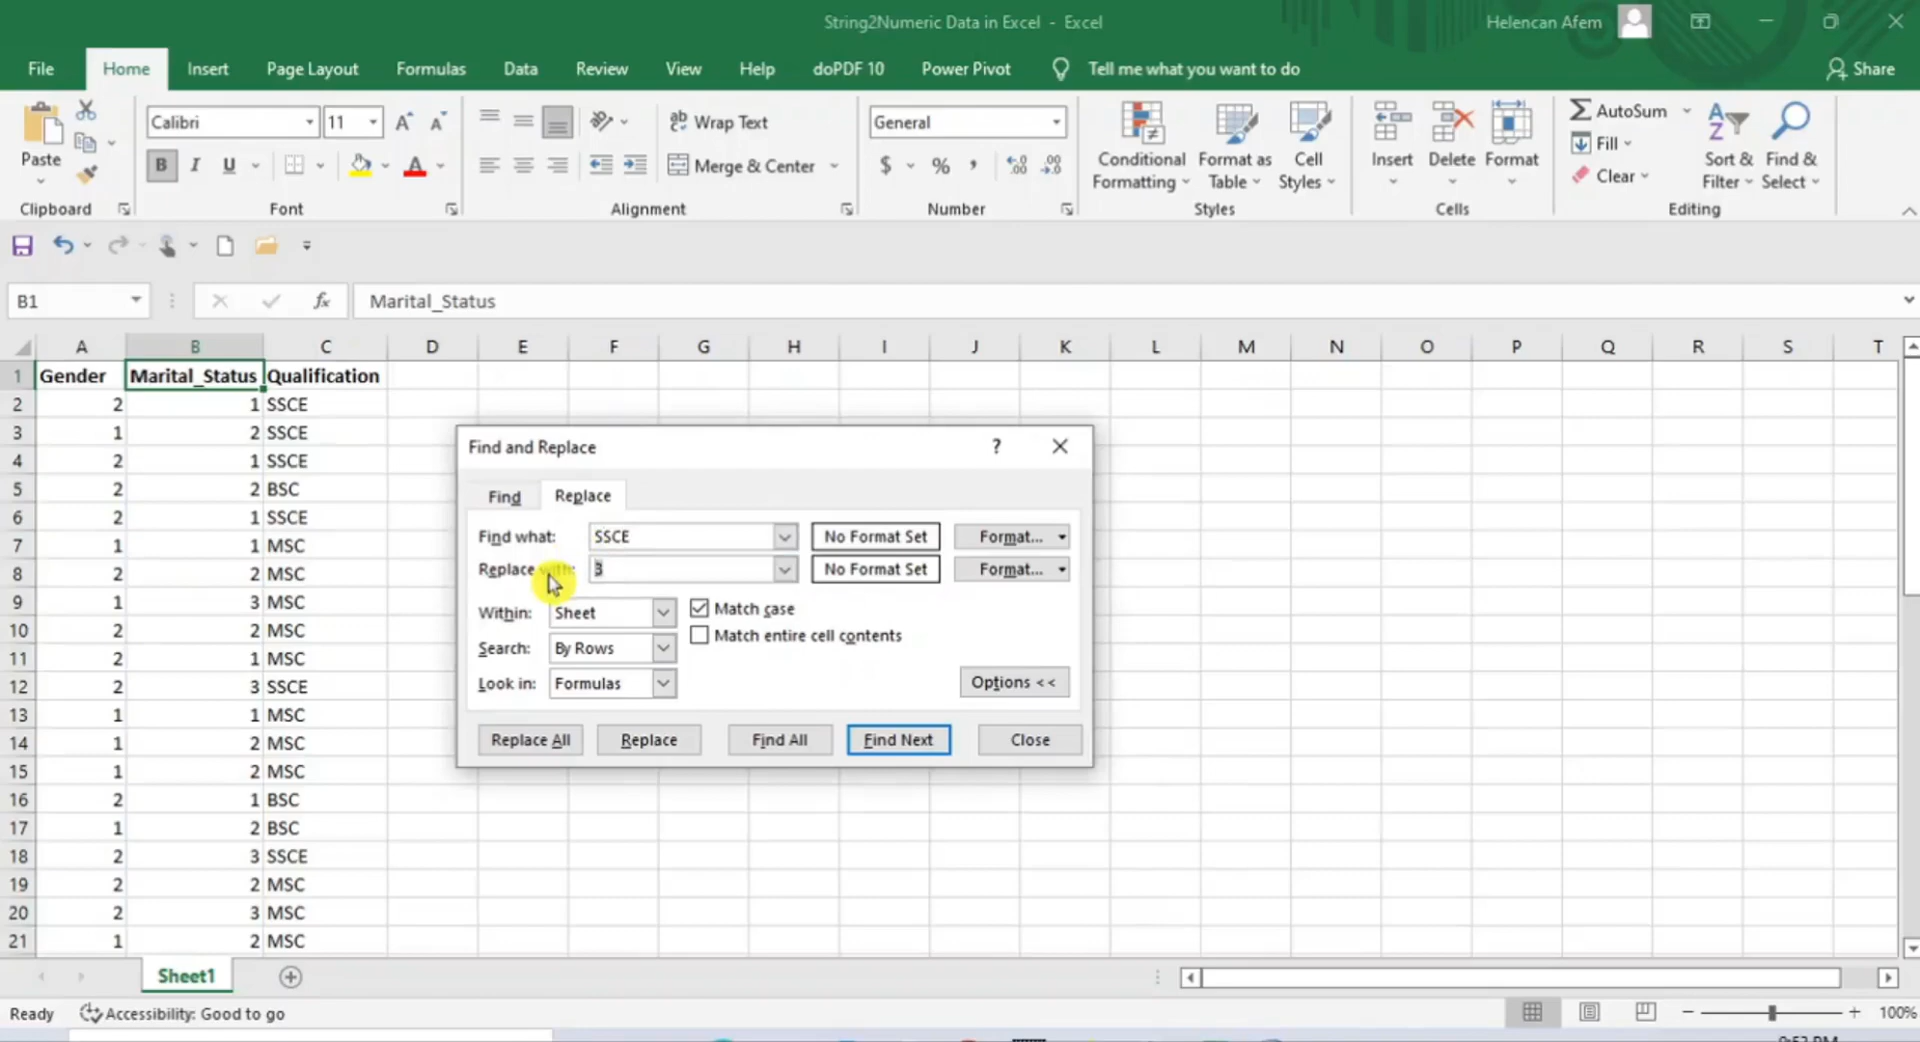 String2Numeric Data in Excel - Excel
Helencan Afem
File Home Insert Page Layout Formulas Data Review View Help doPDF 10 Power Pivot Tell me what you want to do Share
Calibri 11 Wrap Text General AutoSum
Paste B I U Merge & Center $ % , Conditional Formatting Format as Table Cell Styles Insert Delete Format Fill Clear Sort & Filter Find & Select
Clipboard Font Alignment Number Styles Cells Editing
B1 fx Marital_Status
A B C D E F G H I J K L M N O P Q R S T
1 Gender Marital_Status Qualification
2 2 1 SSCE
3 1 2 SSCE
4 2 1 SSCE
5 2 2 BSC
6 2 1 SSCE
7 1 1 MSC
8 2 2 MSC
9 1 3 MSC
10 2 2 MSC
11 2 1 MSC
12 2 3 SSCE
13 1 1 MSC
14 1 2 MSC
15 1 2 MSC
16 2 1 BSC
17 1 2 BSC
18 2 3 SSCE
19 2 2 MSC
20 2 3 MSC
21 1 2 MSC
Find and Replace ?
Find Replace
Find what: SSCE No Format Set Format...
Replace with: 3 No Format Set Format...
Within: Sheet Match case
Match entire cell contents
Search: By Rows
Look in: Formulas Options <<
Replace All Replace Find All Find Next Close
Sheet1
Ready Accessibility: Good to go 100%